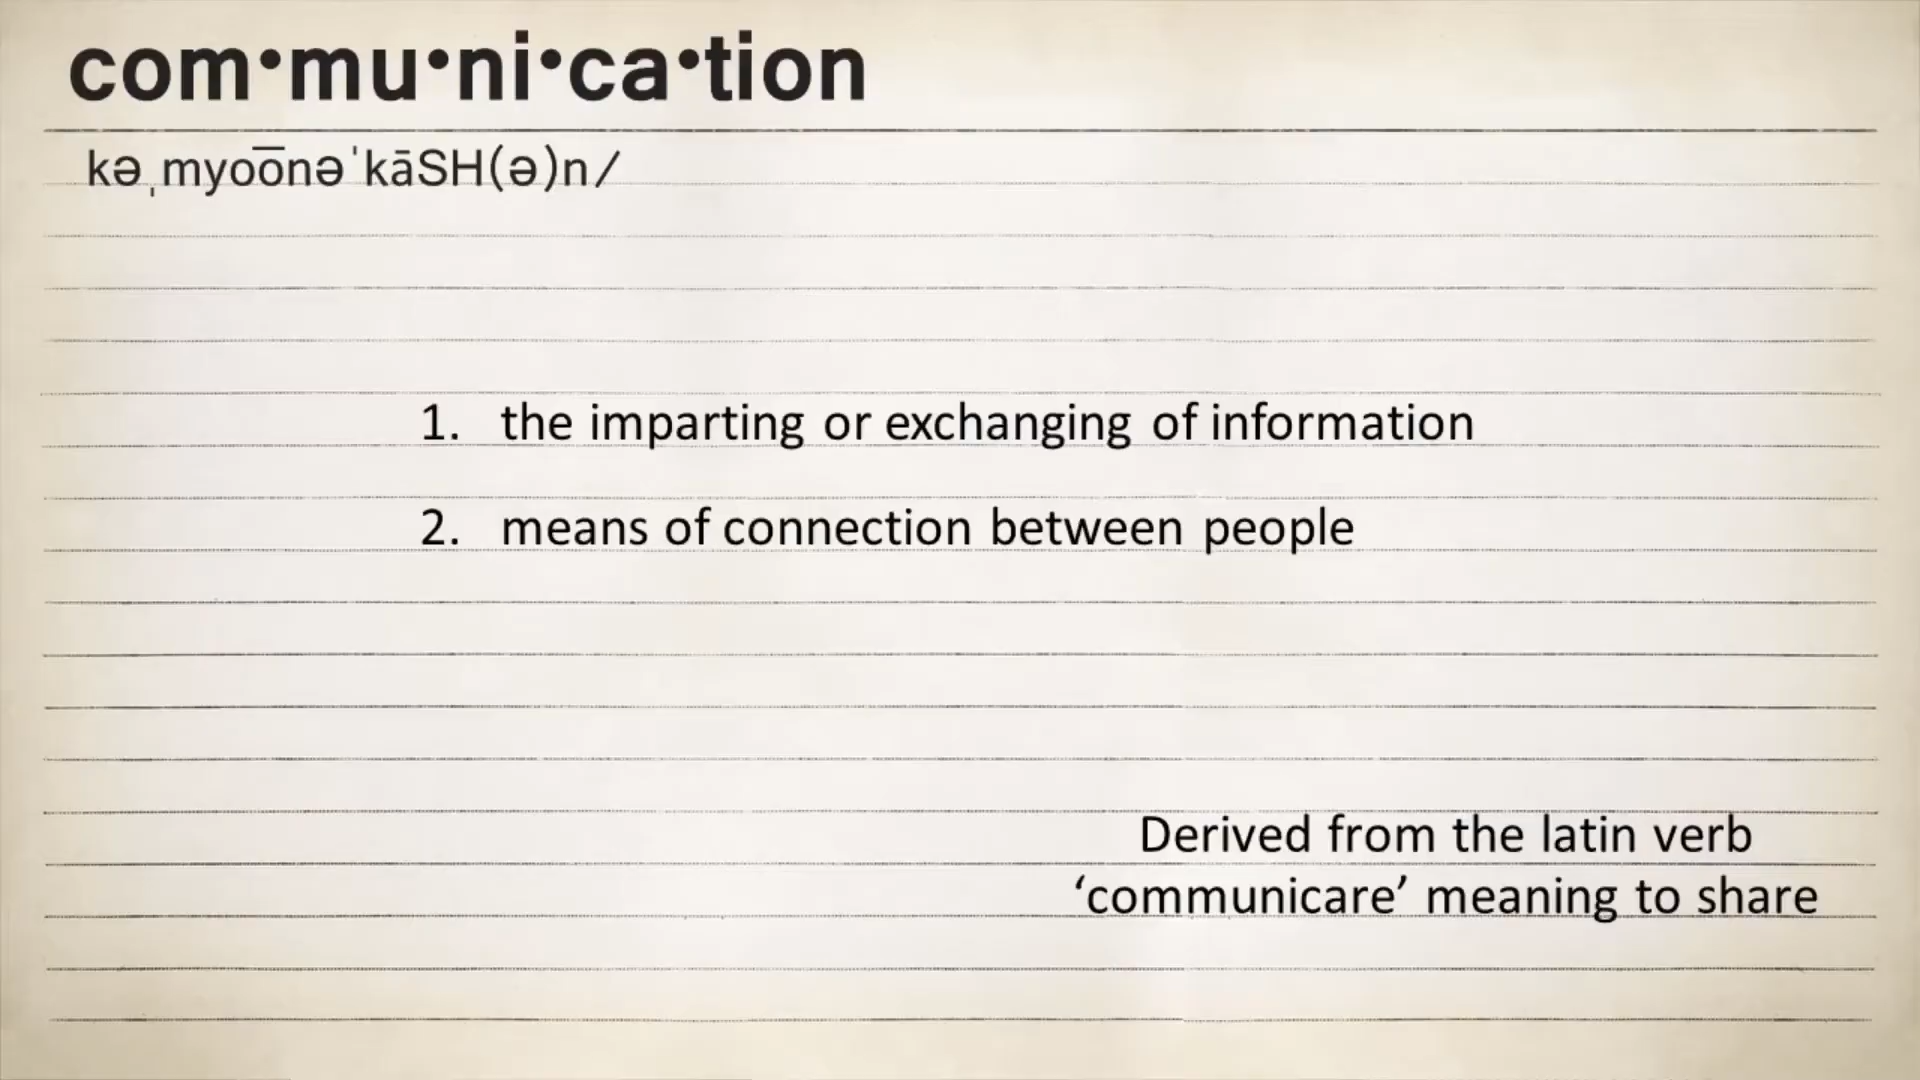 com•mu•ni•ca•tion
kəˌmyo͞onəˈkāSH(ə)n/
1. the imparting or exchanging of information
2. means of connection between people
Derived from the latin verb
‘communicare’ meaning to share